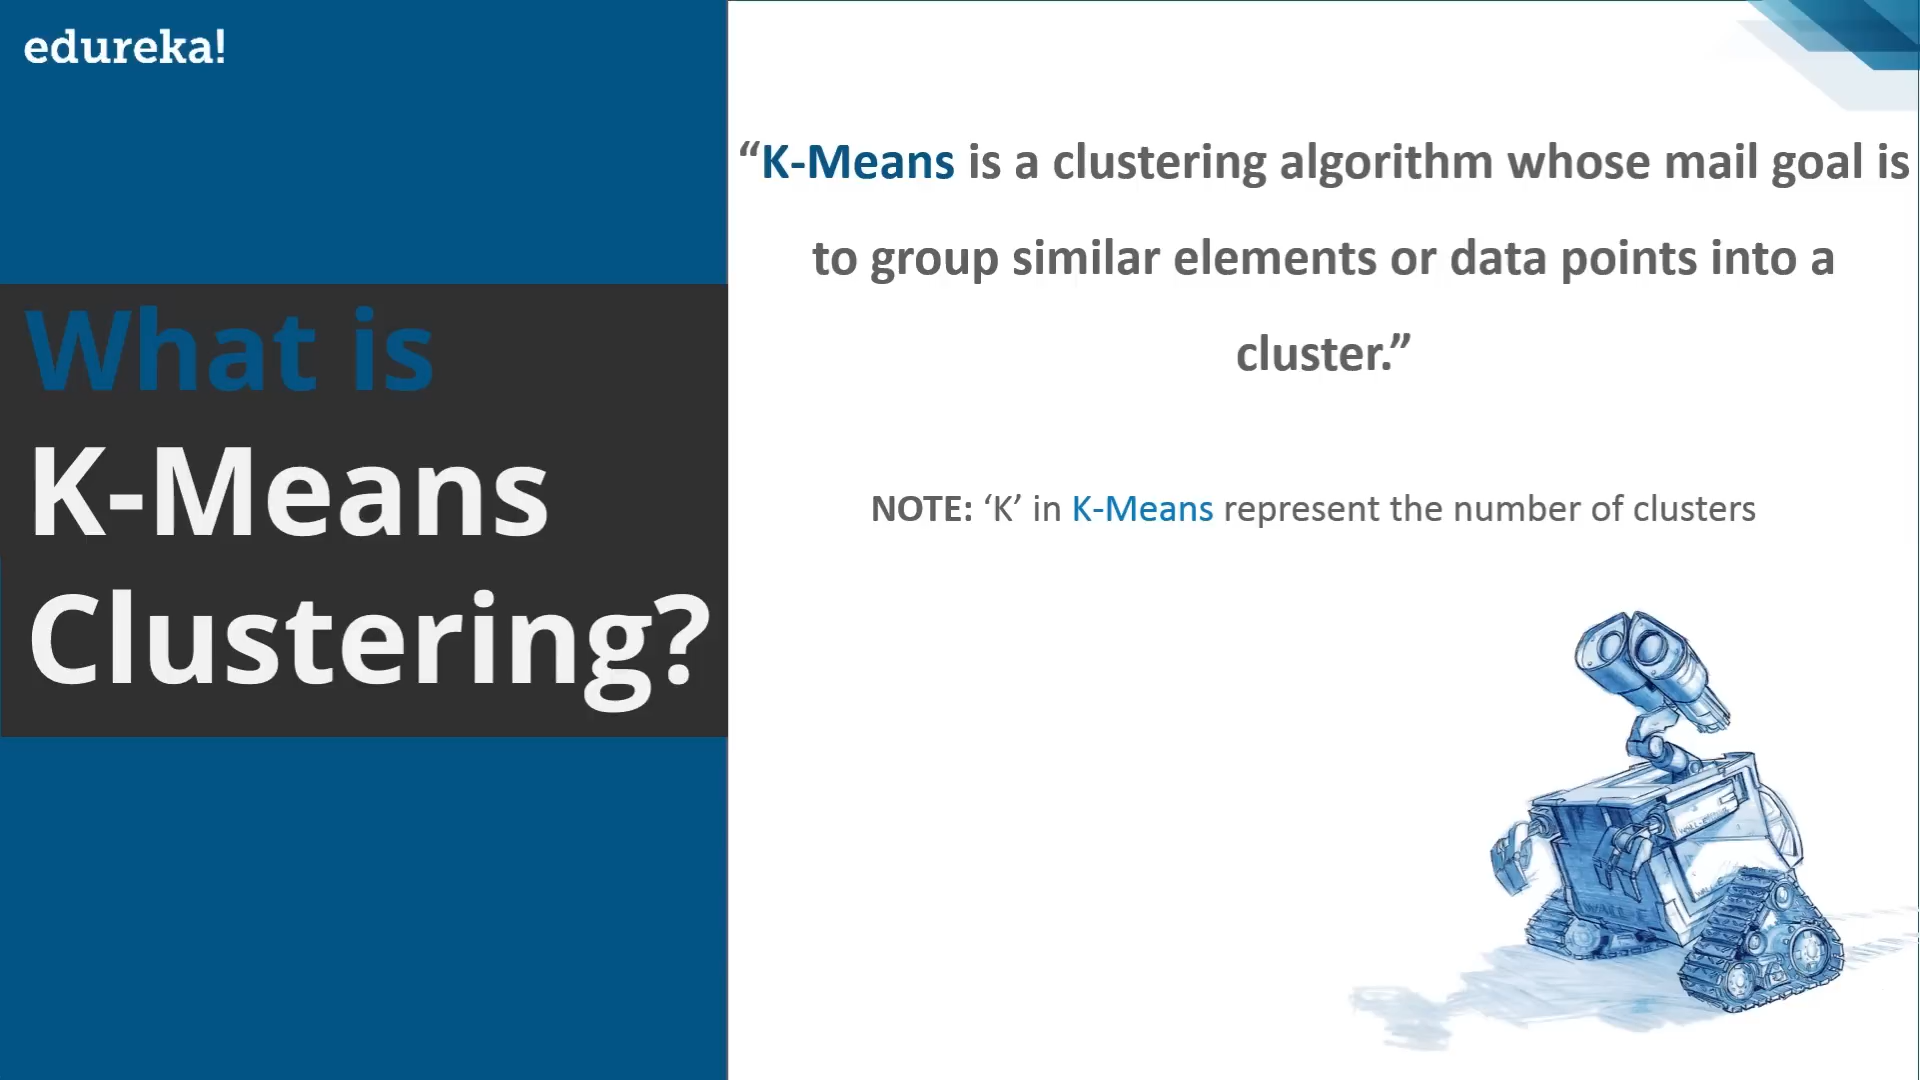 edureka!
What is
K-Means
Clustering?
“K-Means is a clustering algorithm whose mail goal is
to group similar elements or data points into a
cluster.”
NOTE: ‘K’ in K-Means represent the number of clusters